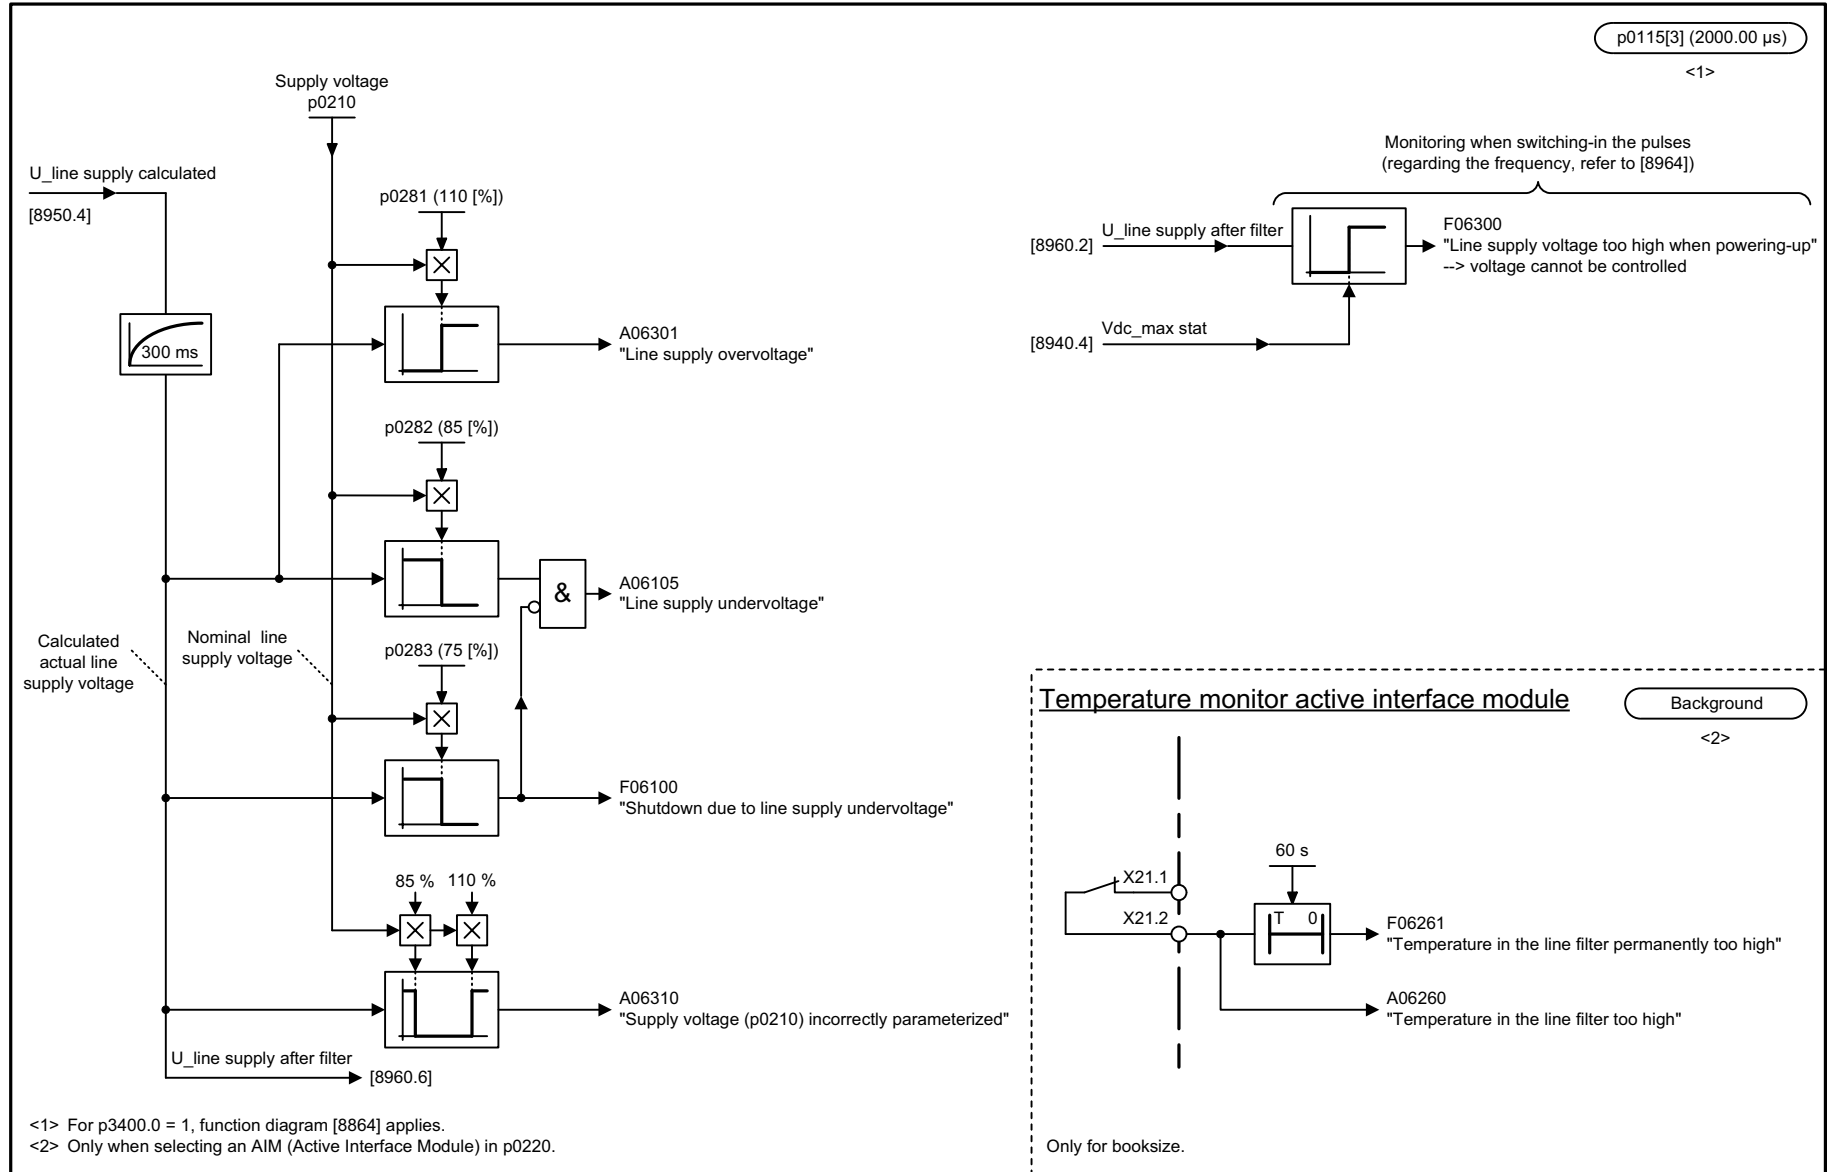 p0115[3] (2000.00 µs)
<1>
Supply voltage
p0210
U_line supply calculated
[8950.4]
p0281 (110 [%])
300 ms
A06301
"Line supply overvoltage"
p0282 (85 [%])
&
A06105
"Line supply undervoltage"
Calculated
actual line
supply voltage
Nominal line
supply voltage
p0283 (75 [%])
F06100
"Shutdown due to line supply undervoltage"
85 %
110 %
A06310
"Supply voltage (p0210) incorrectly parameterized"
U_line supply after filter
[8960.6]
<1> For p3400.0 = 1, function diagram [8864] applies.
<2> Only when selecting an AIM (Active Interface Module) in p0220.
Monitoring when switching-in the pulses
(regarding the frequency, refer to [8964])
[8960.2]
U_line supply after filter
F06300
"Line supply voltage too high when powering-up"
--> voltage cannot be controlled
[8940.4]
Vdc_max stat
Temperature monitor active interface module
Background
<2>
60 s
X21.1
X21.2
T 0
F06261
"Temperature in the line filter permanently too high"
A06260
"Temperature in the line filter too high"
Only for booksize.